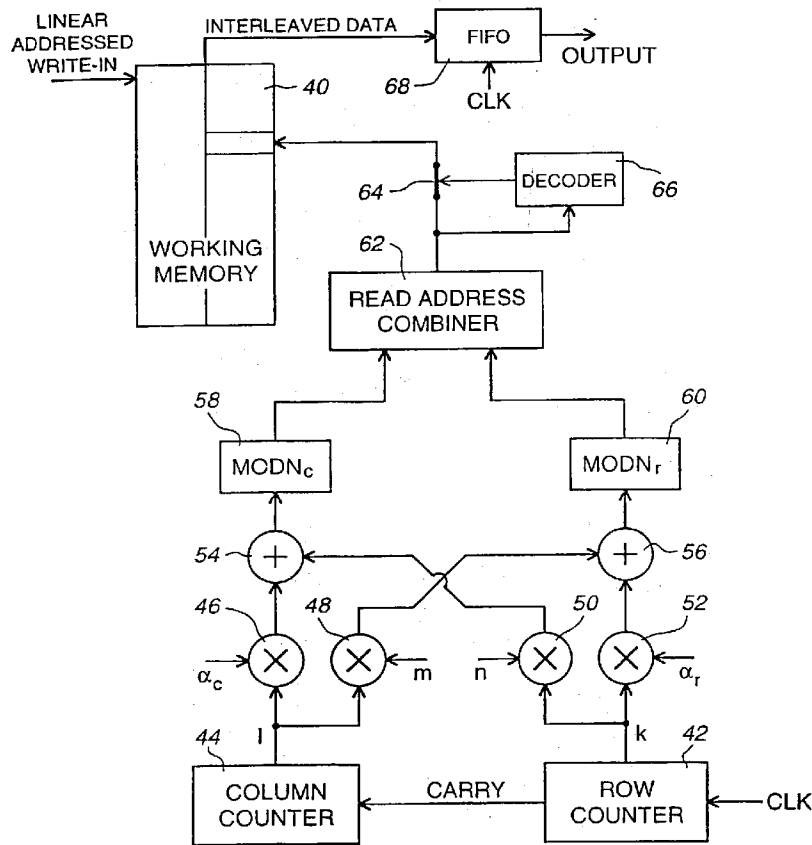 LINEAR
ADDRESSED
WRITE-IN
INTERLEAVED DATA
40
FIFO
68
CLK
OUTPUT
64
DECODER
66
WORKING
MEMORY
62
READ ADDRESS
COMBINER
58
MODNc
60
MODNr
54
+
+
56
46
48
50
52
×
×
×
×
αc
m
n
αr
44
l
k
42
COLUMN
COUNTER
CARRY
ROW
COUNTER
CLK